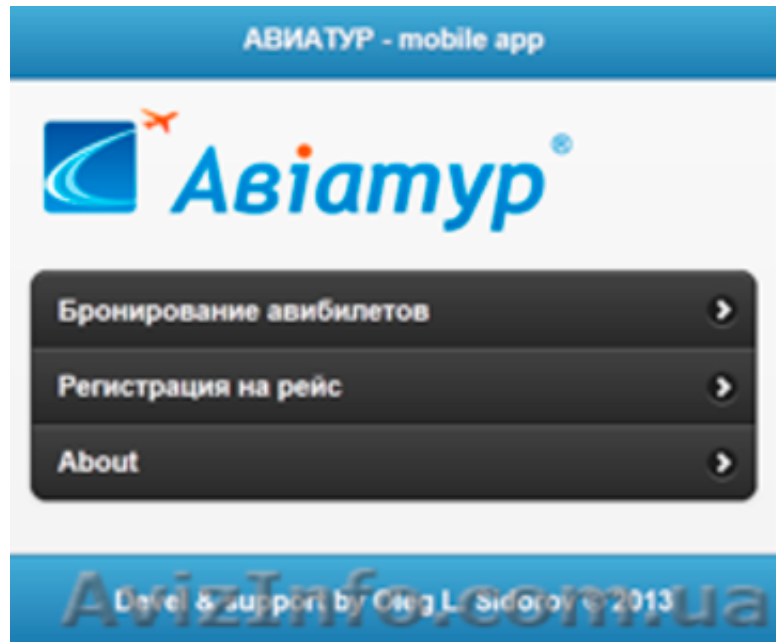 АВИАТУР - mobile app
Авіатур®
Бронирование авибилетов
Регистрация на рейс
About
Devel & support by Oleg L. Sidorov © 2013
AvizInfo.com.ua